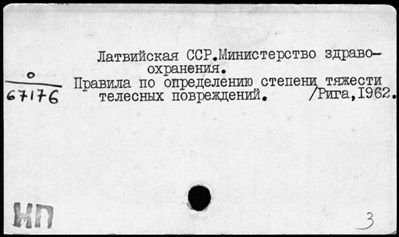 Латвийская ССР.Министерство здраво-
охранения.
О
67176
Правила по определению степени тяжести
телесных повреждений. /Рига,1962.
НП
3